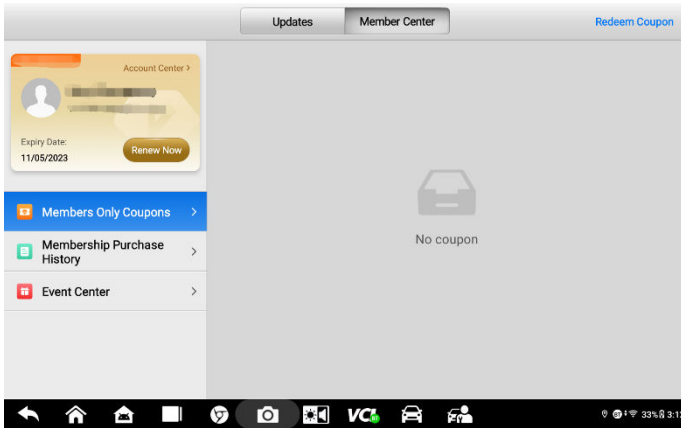 Updates
Member Center
Redeem Coupon
Account Center >
Expiry Date:
11/05/2023
Renew Now
Members Only Coupons >
Membership Purchase
History >
Event Center >
No coupon
VCI
BT
33%